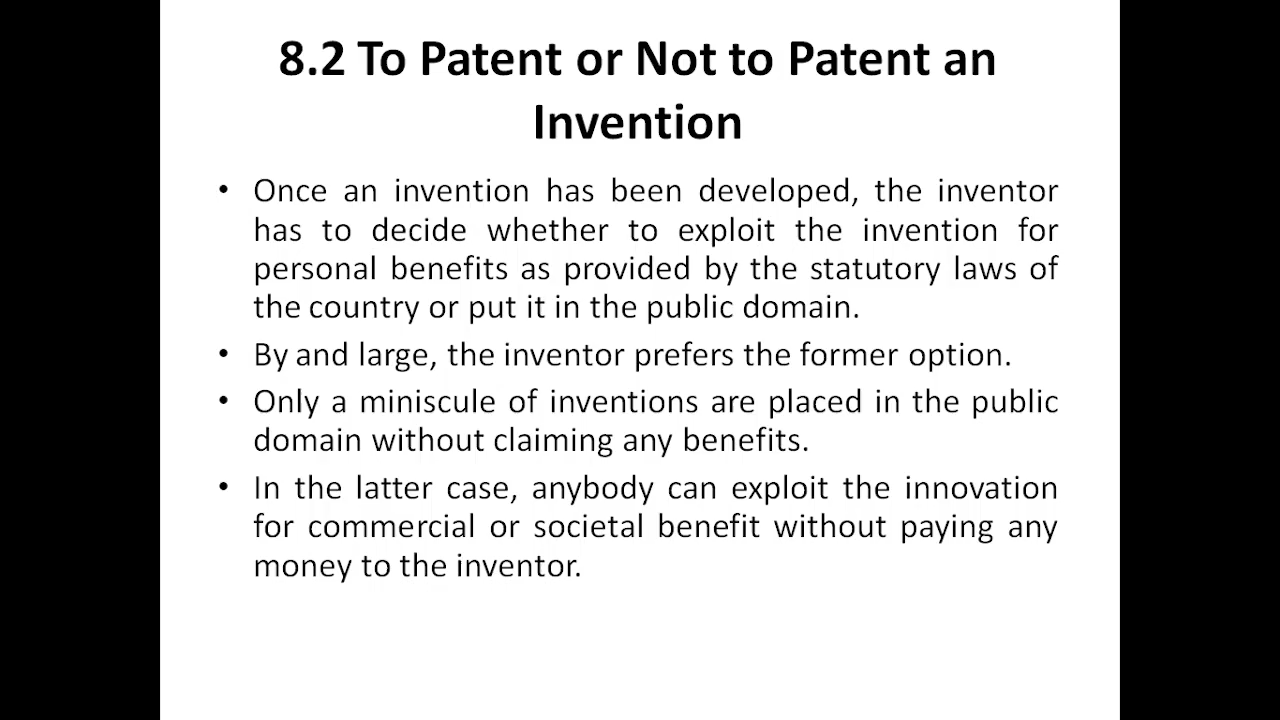 8.2 To Patent or Not to Patent an
Invention
• Once an invention has been developed, the inventor
has to decide whether to exploit the invention for
personal benefits as provided by the statutory laws of
the country or put it in the public domain.
• By and large, the inventor prefers the former option.
• Only a miniscule of inventions are placed in the public
domain without claiming any benefits.
• In the latter case, anybody can exploit the innovation
for commercial or societal benefit without paying any
money to the inventor.